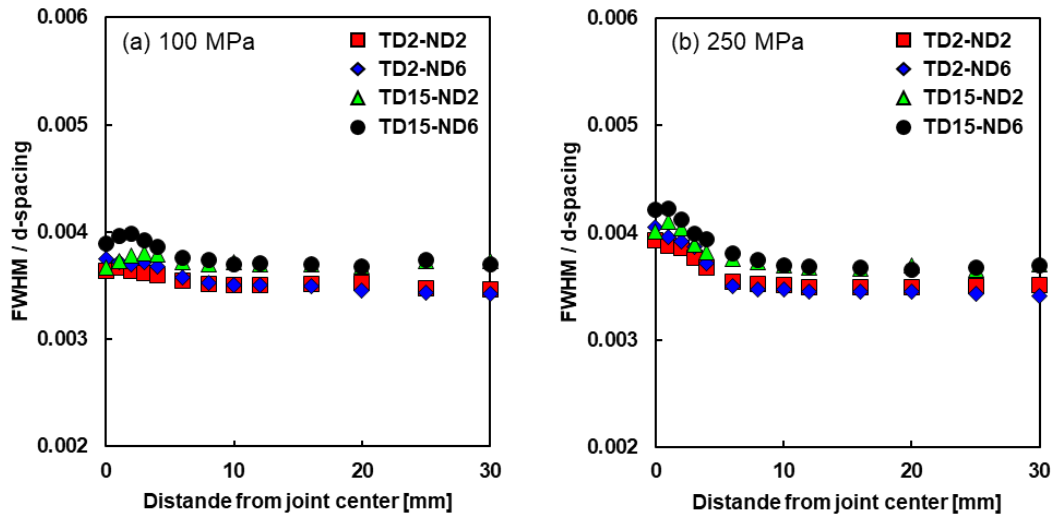 (a) 100 MPa
TD2-ND2
TD2-ND6
TD15-ND2
TD15-ND6
FWHM / d-spacing
0.006
0.005
0.004
0.003
0.002
0
10
20
30
Distande from joint center [mm]
(b) 250 MPa
TD2-ND2
TD2-ND6
TD15-ND2
TD15-ND6
FWHM / d-spacing
0.006
0.005
0.004
0.003
0.002
0
10
20
30
Distande from joint center [mm]